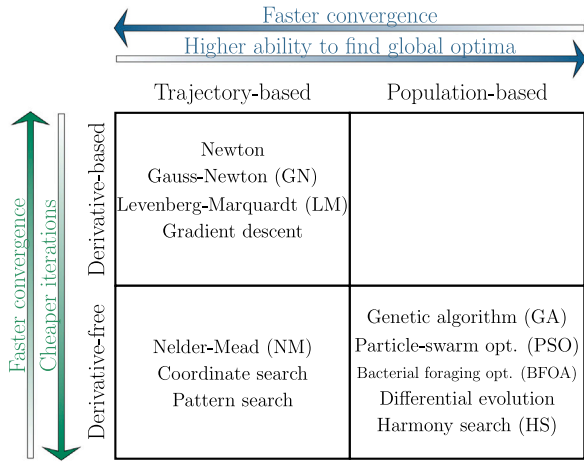 Faster convergence
Higher ability to find global optima
Trajectory-based
Population-based
Faster convergence
Cheaper iterations
Derivative-based
Newton
Gauss-Newton (GN)
Levenberg-Marquardt (LM)
Gradient descent
Derivative-free
Nelder-Mead (NM)
Coordinate search
Pattern search
Genetic algorithm (GA)
Particle-swarm opt. (PSO)
Bacterial foraging opt. (BFOA)
Differential evolution
Harmony search (HS)